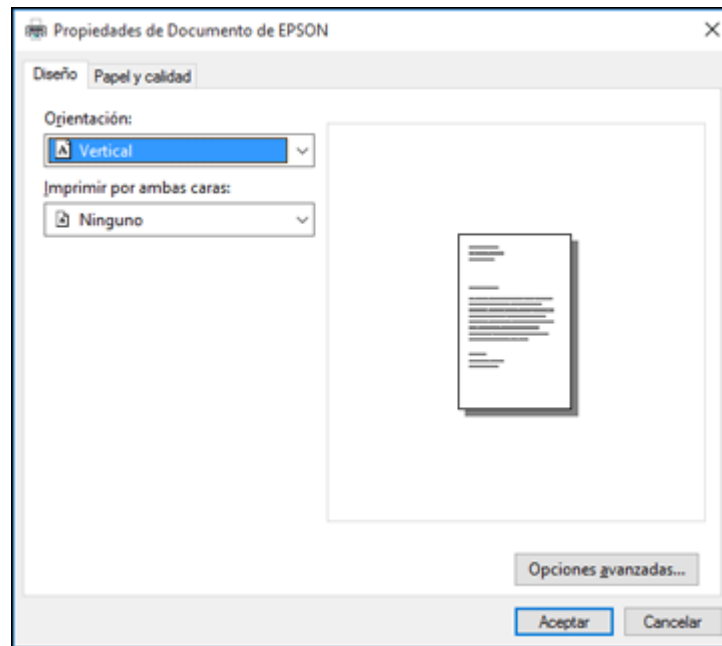 Propiedades de Documento de EPSON
Diseño
Papel y calidad
Orientación:
A Vertical
Imprimir por ambas caras:
Ninguno
Opciones avanzadas...
Aceptar
Cancelar